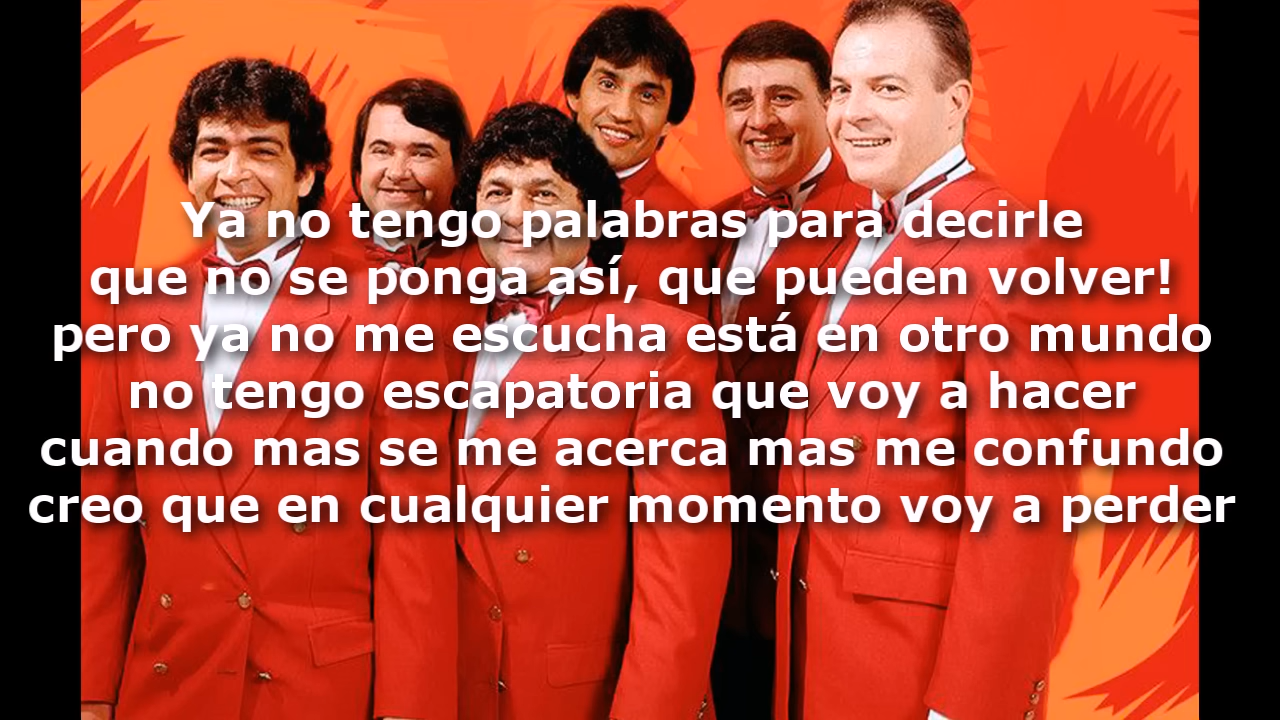 Ya no tengo palabras para decirle
que no se ponga así, que pueden volver!
pero ya no me escucha está en otro mundo
no tengo escapatoria que voy a hacer
cuando mas se me acerca mas me confundo
creo que en cualquier momento voy a perder